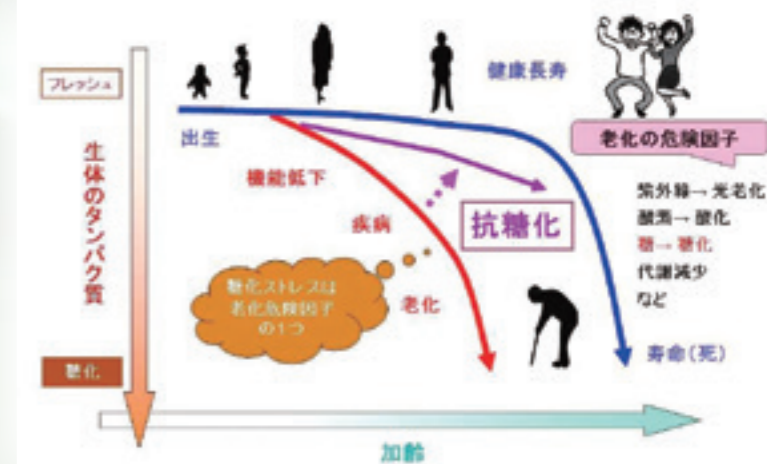 フレッシュ
生体のタンパク質
糖化
出生
機能低下
疾病
老化
健康長寿
抗糖化
糖化ストレスは
老化危険因子
の1つ
老化の危険因子
紫外線→光老化
酸素→酸化
糖→糖化
代謝減少
など
寿命(死)
加齢